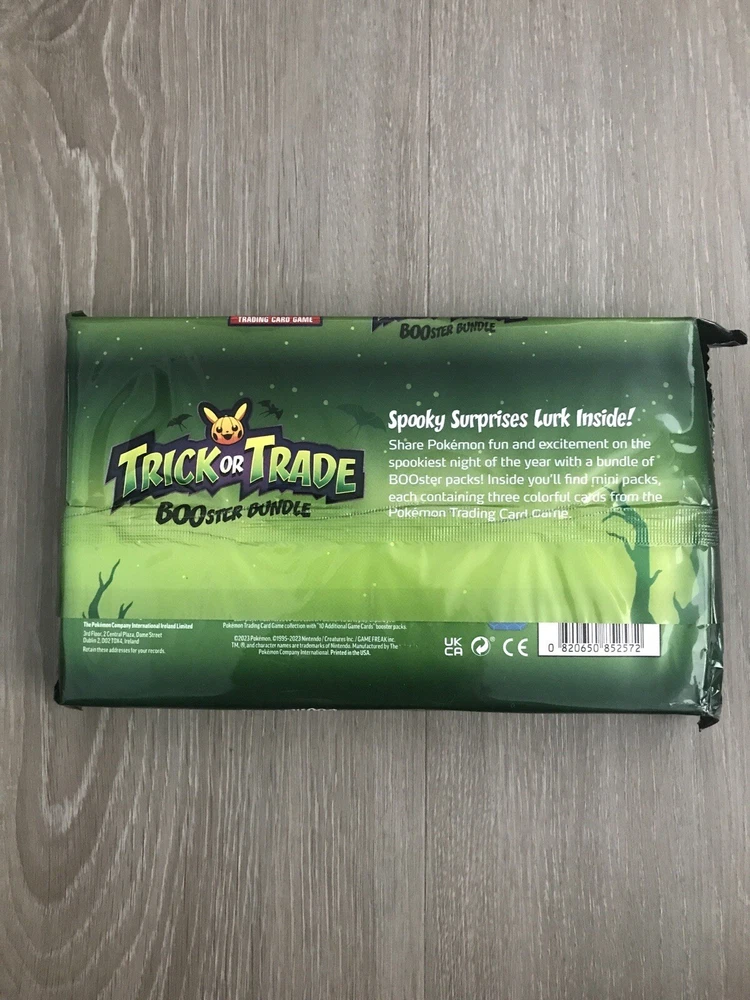 TRADING CARD GAME
BOOSTER BUNDLE
TRICK OR TRADE
BOOSTER BUNDLE
Spooky Surprises Lurk Inside!
Share Pokémon fun and excitement on the
spookiest night of the year with a bundle of
BOOster packs! Inside you'll find mini packs,
each containing three colorful cards from the
Pokémon Trading Card Game.
The Pokémon Company International Ireland Limited
3rd Floor, 2 Central Plaza, Dame Street
Dublin 2, D02 T0X4, Ireland
Retain these addresses for your records.
Pokémon Trading Card Game collection with "10 Additional Game Cards" booster packs.
©2023 Pokémon. ©1995-2023 Nintendo / Creatures Inc. / GAME FREAK inc.
TM, ®, and character names are trademarks of Nintendo. Manufactured by The
Pokémon Company International. Printed in the USA.
UK
CA
CE
0 820650 852572